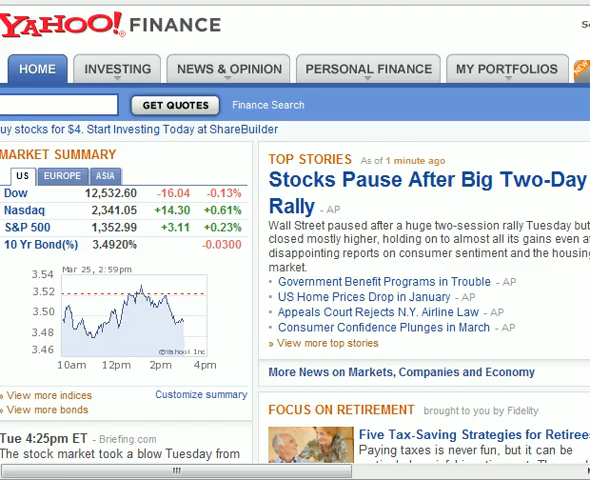 YAHOO! FINANCE
HOME
INVESTING
NEWS & OPINION
PERSONAL FINANCE
MY PORTFOLIOS
NEW
GET QUOTES
Finance Search
uy stocks for $4. Start Investing Today at ShareBuilder
MARKET SUMMARY
US EUROPE ASIA
Dow 12,532.60 -16.04 -0.13%
Nasdaq 2,341.05 +14.30 +0.61%
S&P 500 1,352.99 +3.11 +0.23%
10 Yr Bond(%) 3.4920% -0.0300
Mar 25, 2:59pm
3.54
3.52
3.50
3.48
3.46
©Yahoo! Inc
10am 12pm 2pm 4pm
» View more indices
Customize summary
» View more bonds
Tue 4:25pm ET - Briefing.com
The stock market took a blow Tuesday from
TOP STORIES As of 1 minute ago
Stocks Pause After Big Two-Day
Rally - AP
Wall Street paused after a huge two-session rally Tuesday but
closed mostly higher, holding on to almost all its gains even a
disappointing reports on consumer sentiment and the housing
market.
• Government Benefit Programs in Trouble - AP
• US Home Prices Drop in January - AP
• Appeals Court Rejects N.Y. Airline Law - AP
• Consumer Confidence Plunges in March - AP
» View more top stories
More News on Markets, Companies and Economy
FOCUS ON RETIREMENT brought to you by Fidelity
Five Tax-Saving Strategies for Retirees
Paying taxes is never fun, but it can be